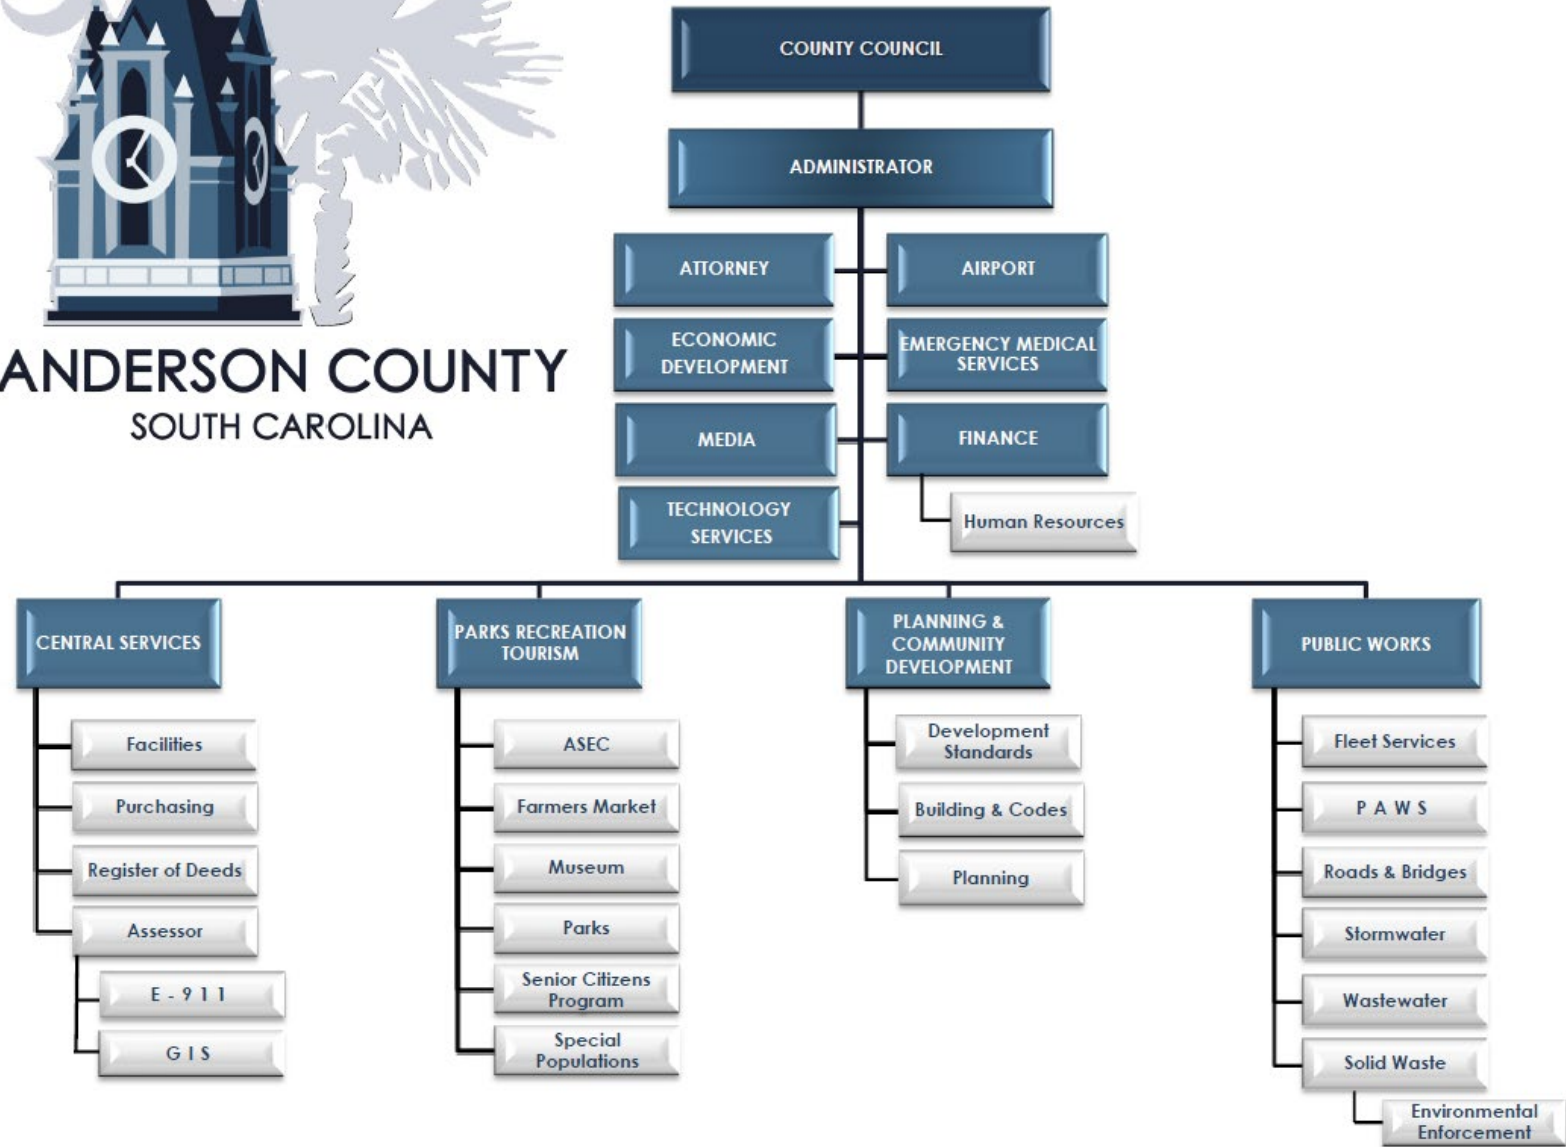 ANDERSON COUNTY
SOUTH CAROLINA
COUNTY COUNCIL
ADMINISTRATOR
ATTORNEY
AIRPORT
ECONOMIC
DEVELOPMENT
EMERGENCY MEDICAL
SERVICES
MEDIA
FINANCE
TECHNOLOGY
SERVICES
Human Resources
CENTRAL SERVICES
Facilities
Purchasing
Register of Deeds
Assessor
E - 9 1 1
G I S
PARKS RECREATION
TOURISM
ASEC
Farmers Market
Museum
Parks
Senior Citizens
Program
Special
Populations
PLANNING &
COMMUNITY
DEVELOPMENT
Development
Standards
Building & Codes
Planning
PUBLIC WORKS
Fleet Services
P A W S
Roads & Bridges
Stormwater
Wastewater
Solid Waste
Environmental
Enforcement